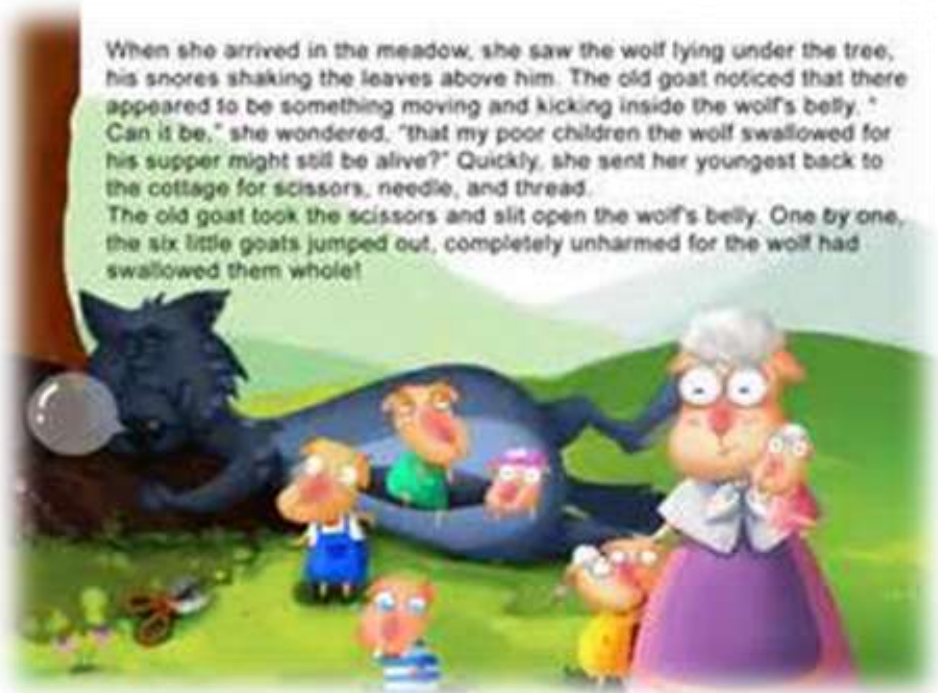 When she arrived in the meadow, she saw the wolf lying under the tree,
his snores shaking the leaves above him. The old goat noticed that there
appeared to be something moving and kicking inside the wolf's belly. "
Can it be," she wondered, "that my poor children the wolf swallowed for
his supper might still be alive?" Quickly, she sent her youngest back to
the cottage for scissors, needle, and thread.
The old goat took the scissors and slit open the wolf's belly. One by one,
the six little goats jumped out, completely unharmed for the wolf had
swallowed them whole!